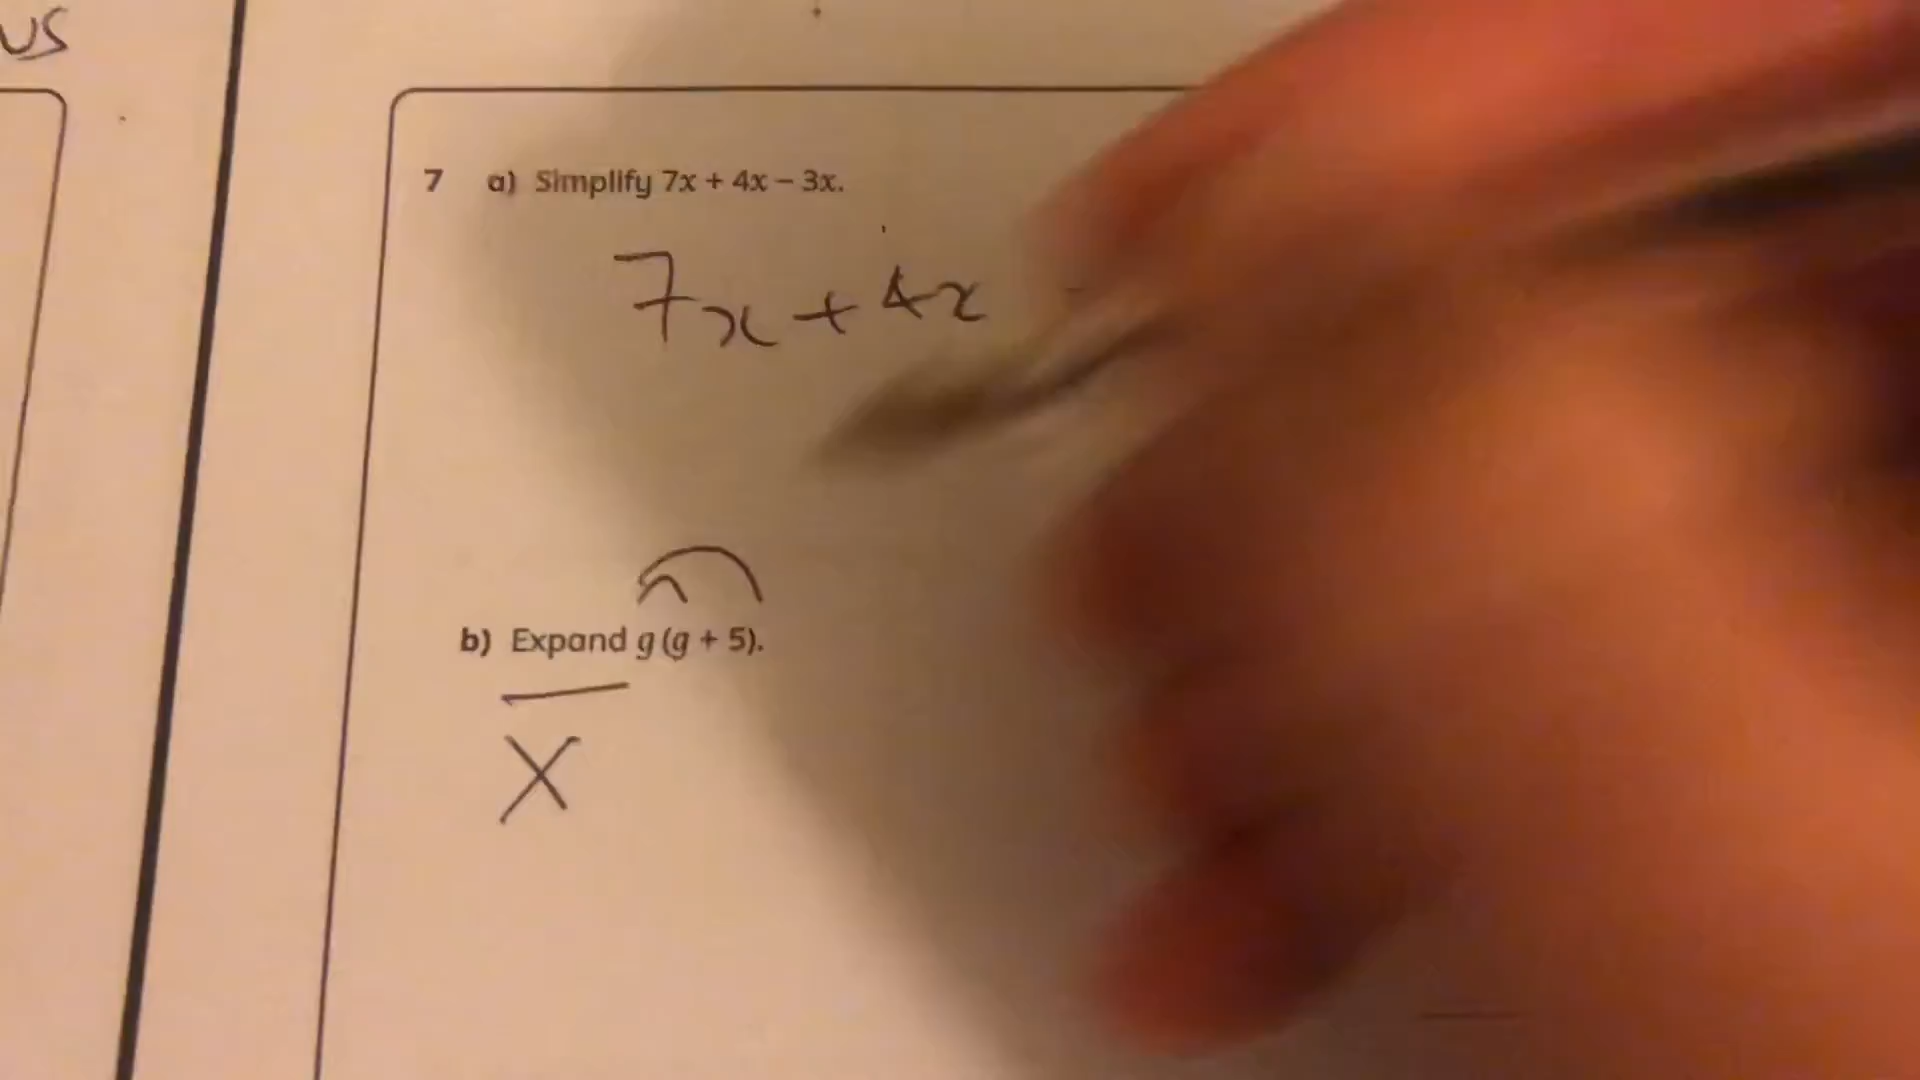 us
7 a) Simplify 7x + 4x – 3x.
7x + 4x
b) Expand g (g + 5).
X